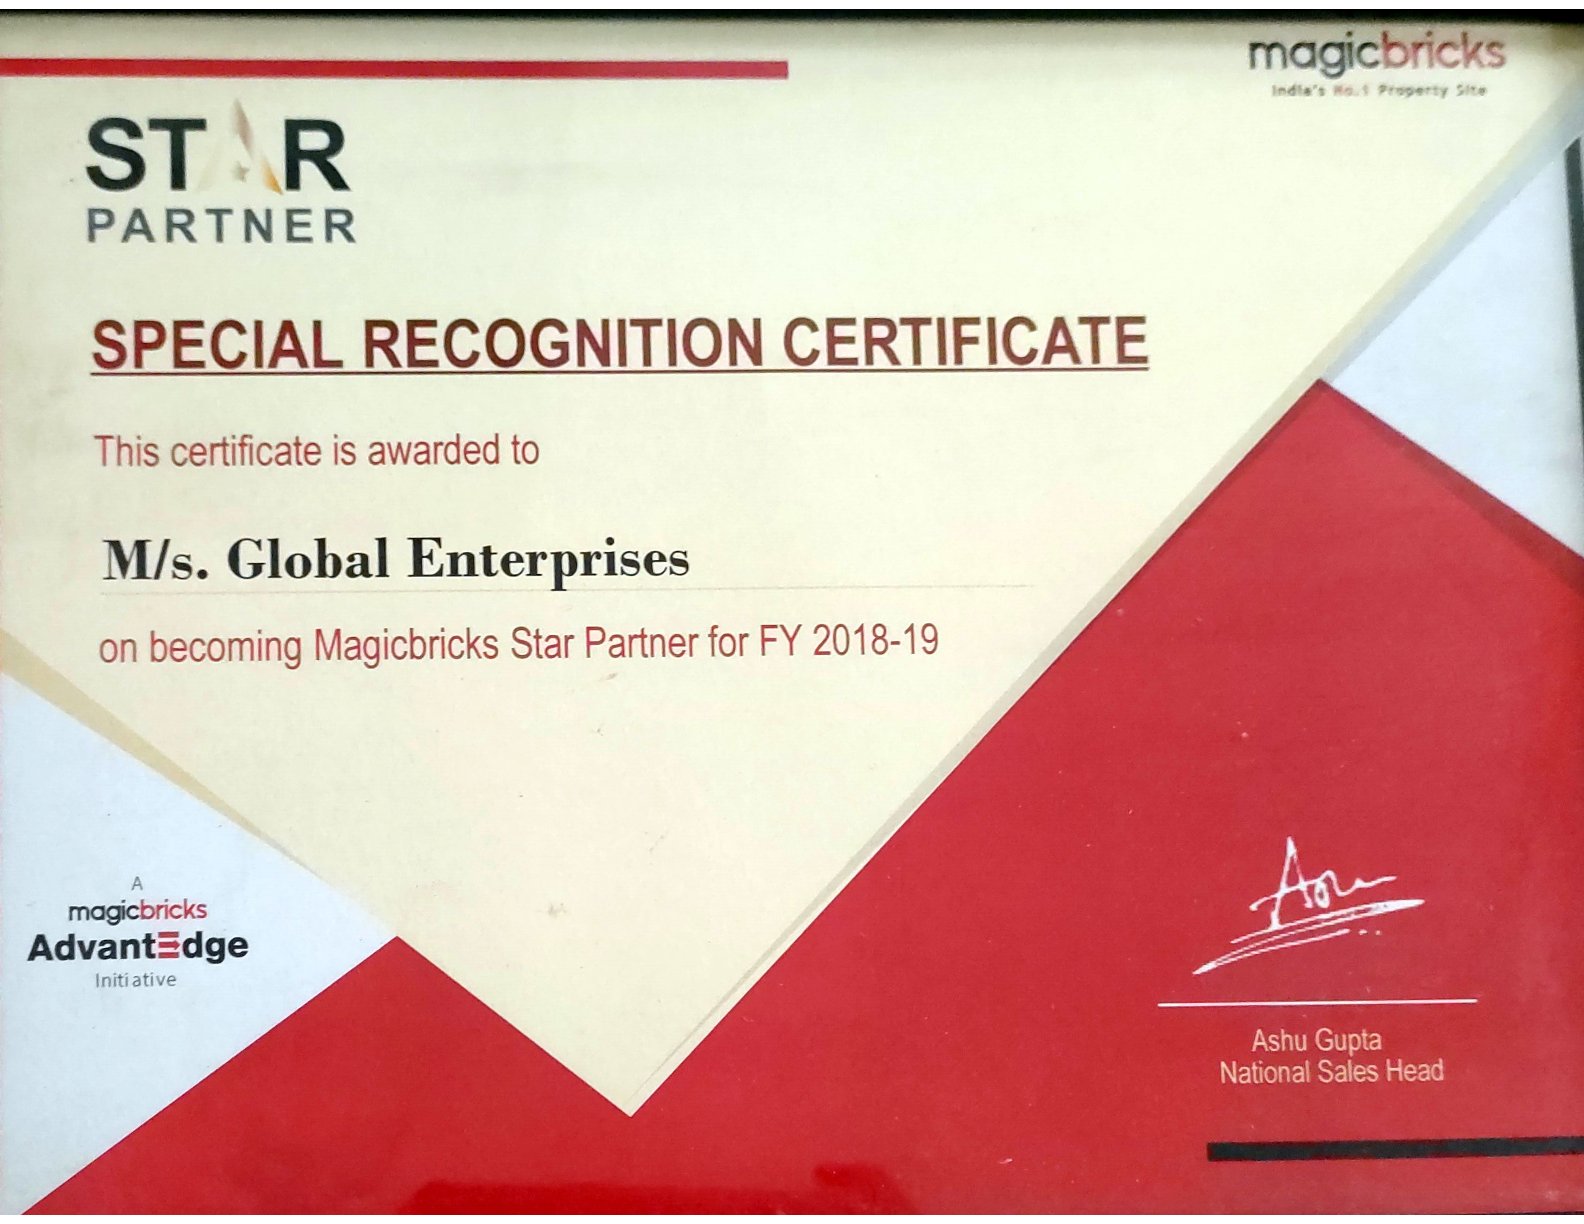 magicbricks
India's No.1 Property Site
STAR
PARTNER
SPECIAL RECOGNITION CERTIFICATE
This certificate is awarded to
M/s. Global Enterprises
on becoming Magicbricks Star Partner for FY 2018-19
A
magicbricks
AdvantEdge
Initiative
Ashu
Ashu Gupta
National Sales Head